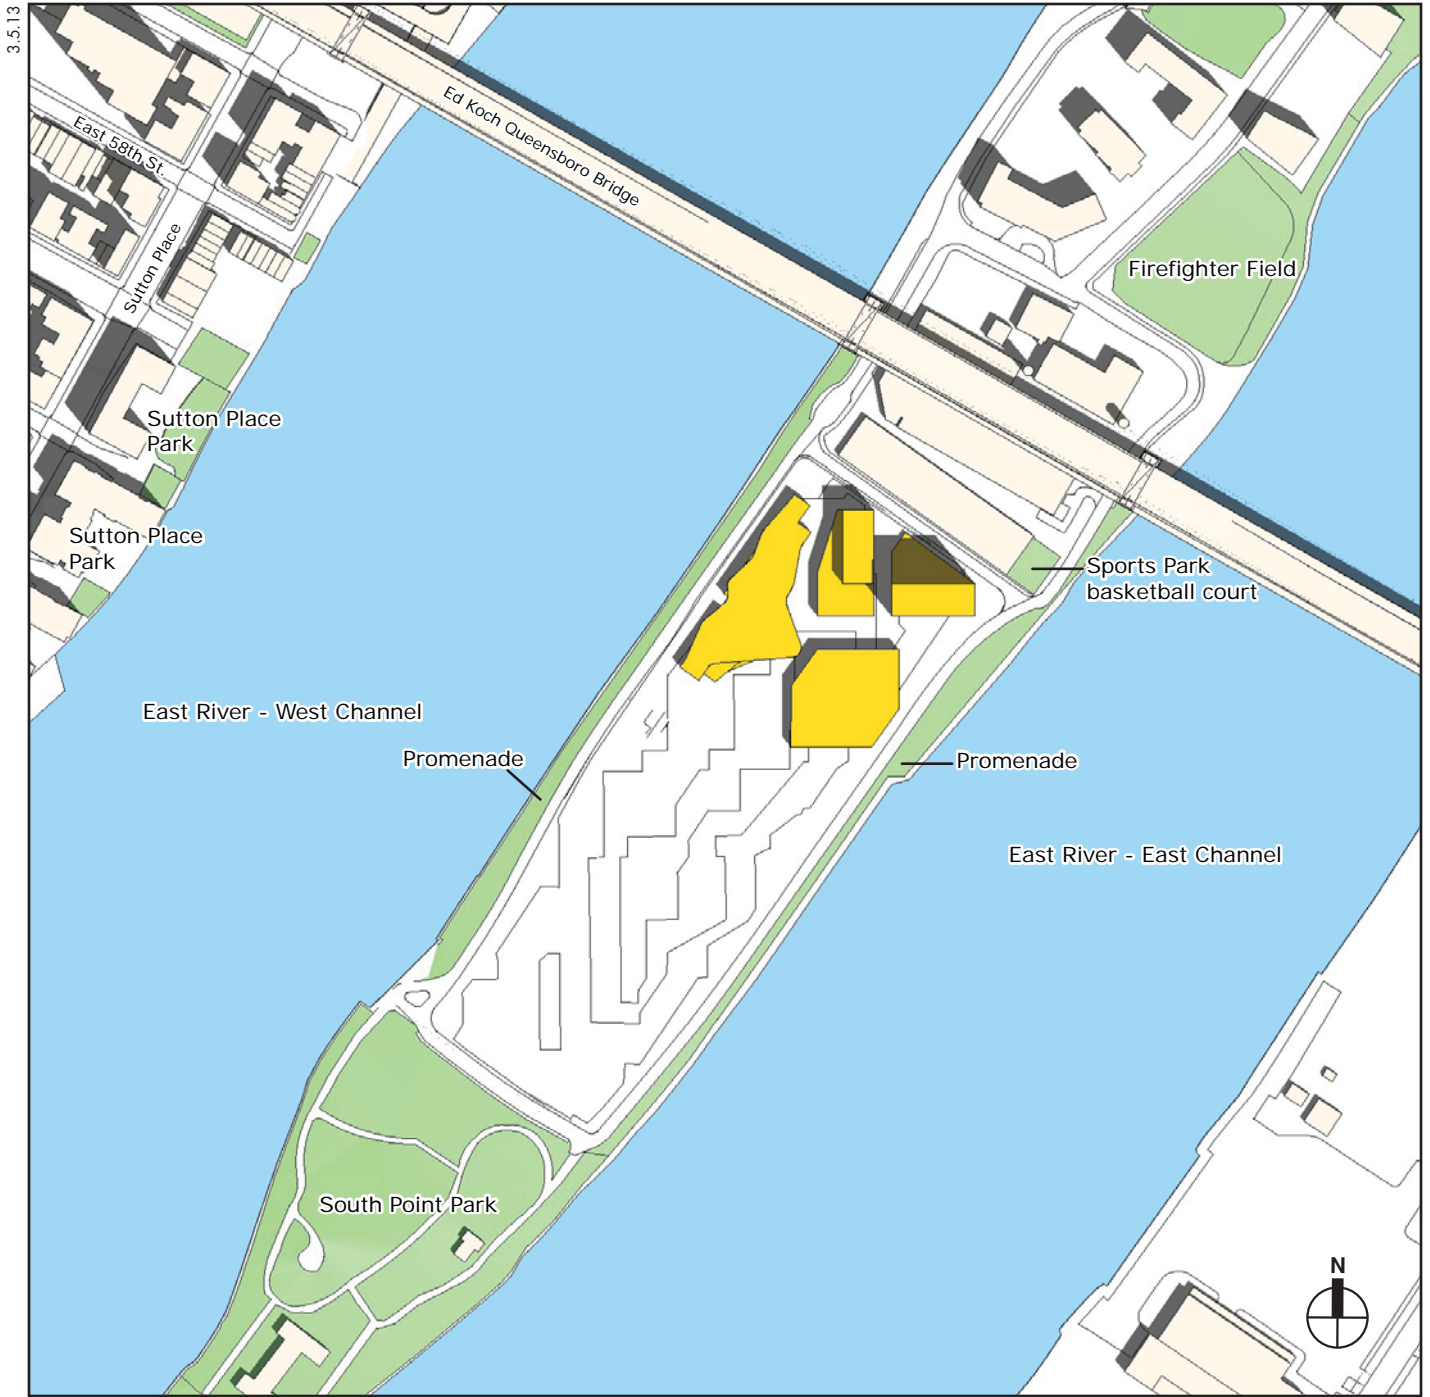 3.5.13
Ed Koch Queensboro Bridge
East 58th St.
Sutton Place
Firefighter Field
Sutton Place
Park
Sutton Place
Park
Sports Park
basketball court
East River - West Channel
Promenade
Promenade
East River - East Channel
South Point Park
N